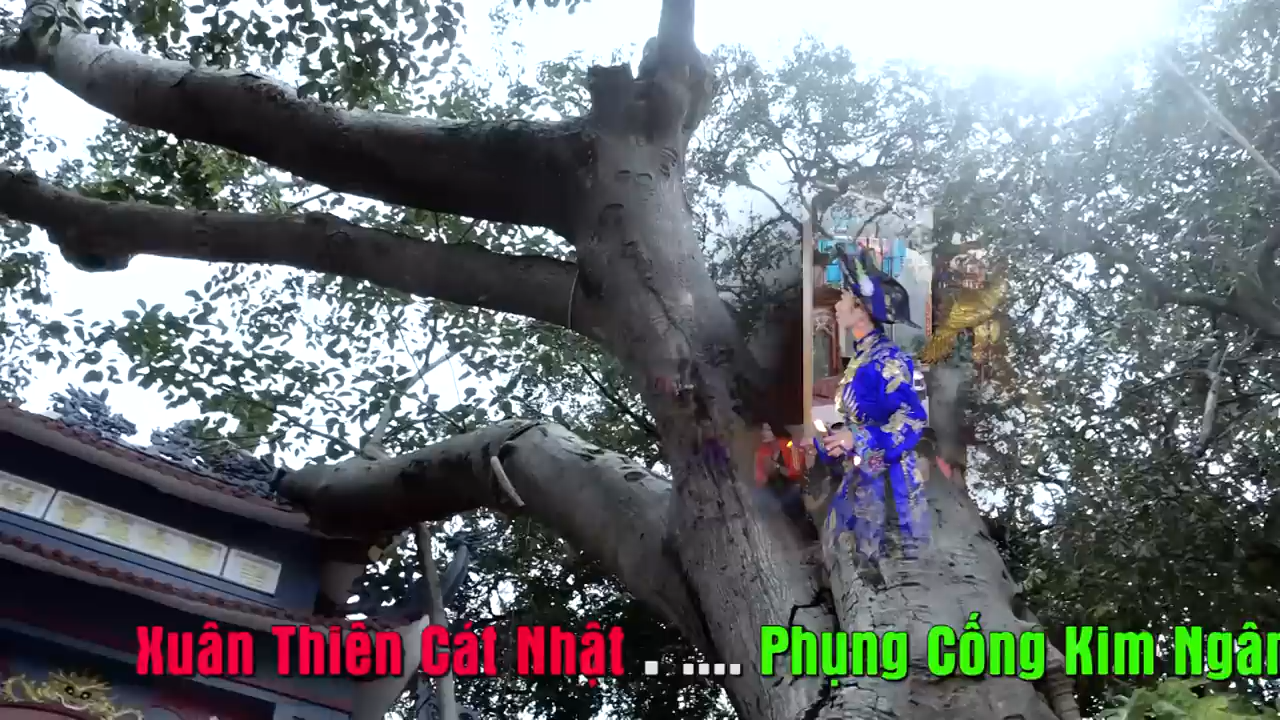 Xuân Thiên Cát Nhật . .... Phụng Cống Kim Ngân